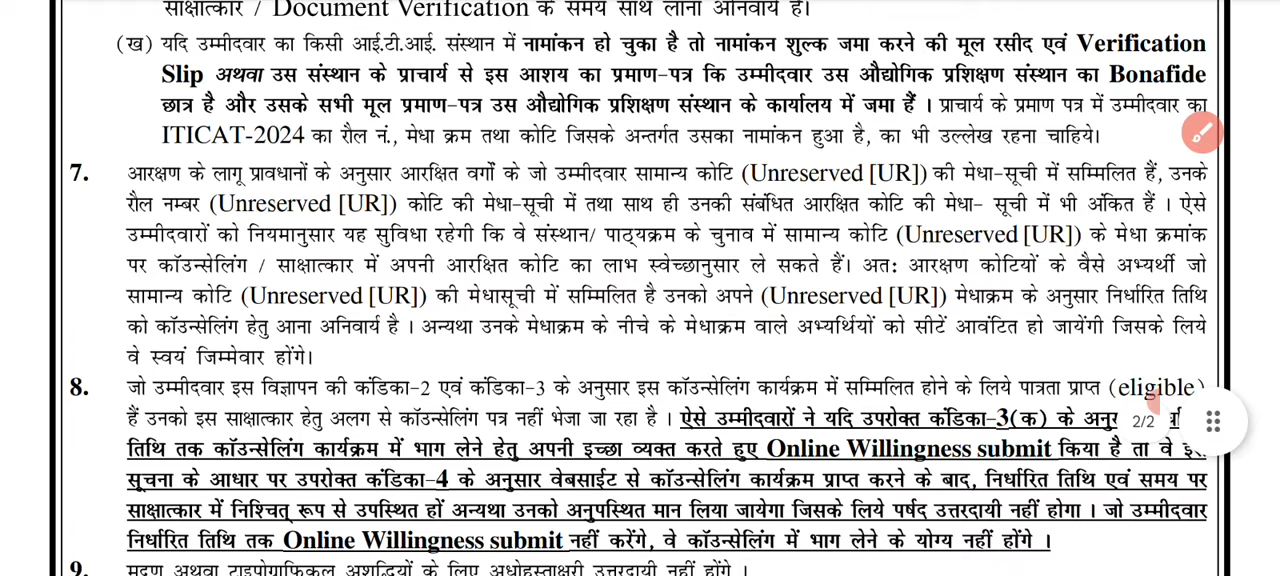 साक्षात्कार / Document Verification के समय साथ लाना अनिवार्य है।
(ख) यदि उम्मीदवार का किसी आई.टी.आई. संस्थान में नामांकन हो चुका है तो नामांकन शुल्क जमा करने की मूल रसीद एवं Verification
Slip अथवा उस संस्थान के प्राचार्य से इस आशय का प्रमाण-पत्र कि उम्मीदवार उस औद्योगिक प्रशिक्षण संस्थान का Bonafide
छात्र है और उसके सभी मूल प्रमाण-पत्र उस औद्योगिक प्रशिक्षण संस्थान के कार्यालय में जमा हैं । प्राचार्य के प्रमाण पत्र में उम्मीदवार का
ITICAT-2024 का रौल नं., मेधा क्रम तथा कोटि जिसके अन्तर्गत उसका नामांकन हुआ है, का भी उल्लेख रहना चाहिये।
7. आरक्षण के लागू प्रावधानों के अनुसार आरक्षित वर्गों के जो उम्मीदवार सामान्य कोटि (Unreserved [UR]) की मेधा-सूची में सम्मिलित हैं, उनके
रौल नम्बर (Unreserved [UR]) कोटि की मेधा-सूची में तथा साथ ही उनकी संबंधित आरक्षित कोटि की मेधा- सूची में भी अंकित हैं । ऐसे
उम्मीदवारों को नियमानुसार यह सुविधा रहेगी कि वे संस्थान/ पाठ्यक्रम के चुनाव में सामान्य कोटि (Unreserved [UR]) के मेधा क्रमांक
पर कॉउन्सेलिंग / साक्षात्कार में अपनी आरक्षित कोटि का लाभ स्वेच्छानुसार ले सकते हैं। अतः आरक्षण कोटियों के वैसे अभ्यर्थी जो
सामान्य कोटि (Unreserved [UR]) की मेधासूची में सम्मिलित है उनको अपने (Unreserved [UR]) मेधाक्रम के अनुसार निर्धारित तिथि
को कॉउन्सेलिंग हेतु आना अनिवार्य है । अन्यथा उनके मेधाक्रम के नीचे के मेधाक्रम वाले अभ्यर्थियों को सीटें आवंटित हो जायेंगी जिसके लिये
वे स्वयं जिम्मेवार होंगे।
8. जो उम्मीदवार इस विज्ञापन की कंडिका-2 एवं कंडिका-3 के अनुसार इस कॉउन्सेलिंग कार्यक्रम में सम्मिलित होने के लिये पात्रता प्राप्त (eligible)
हैं उनको इस साक्षात्कार हेतु अलग से कॉउन्सेलिंग पत्र नहीं भेजा जा रहा है । ऐसे उम्मीदवारों ने यदि उपरोक्त कंडिका-3(क) के 2/2
तिथि तक कॉउन्सेलिंग कार्यक्रम में भाग लेने हेतु अपनी इच्छा व्यक्त करते हुए Online Willingness submit किया है वे
सूचना के आधार पर उपरोक्त कंडिका-4 के अनुसार वेबसाईट से कॉउन्सेलिंग कार्यक्रम प्राप्त करने के बाद, निर्धारित तिथि एवं समय पर
साक्षात्कार में निश्चित् रूप से उपस्थित हों अन्यथा उनको अनुपस्थित मान लिया जायेगा जिसके लिये पर्षद उत्तरदायी नहीं होगा । जो उम्मीदवार
निर्धारित तिथि तक Online Willingness submit नहीं करेंगे, वे कॉउन्सेलिंग में भाग लेने के योग्य नहीं होंगे ।
9. मुद्रण अथवा टाइपोग्राफिकल अशुद्धियों के लिए अधोहस्ताक्षरी उत्तरदायी नहीं होंगे ।